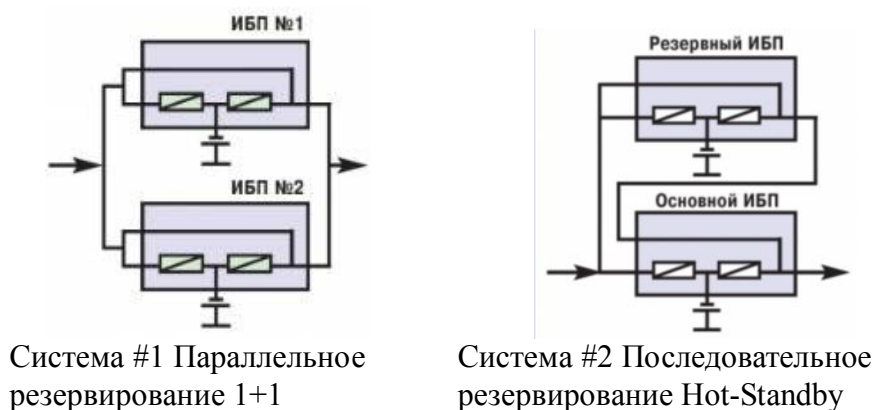 ИБП №1
ИБП №2
Система #1 Параллельное
резервирование 1+1
Резервный ИБП
Основной ИБП
Система #2 Последовательное
резервирование Hot-Standby